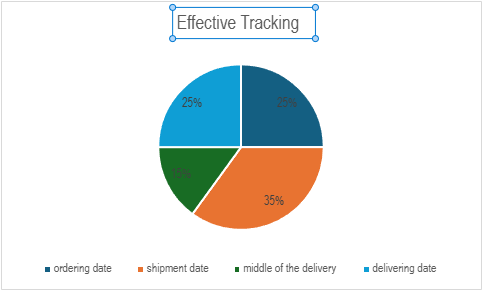 Effective Tracking
25% 25%
15%
35%
ordering date shipment date middle of the delivery delivering date